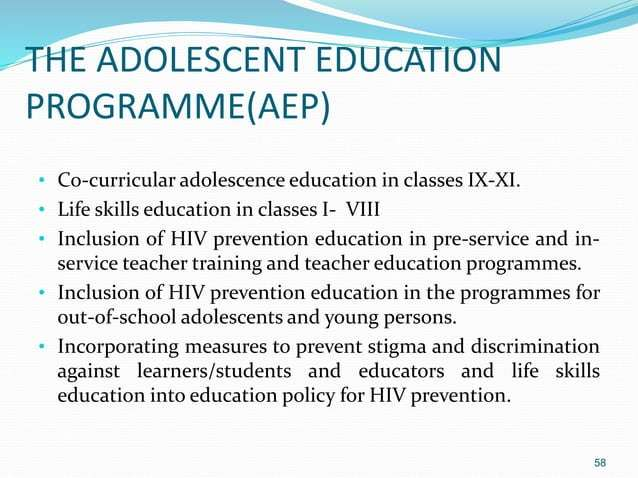 THE ADOLESCENT EDUCATION
PROGRAMME(AEP)
• Co-curricular adolescence education in classes IX-XI.
• Life skills education in classes I- VIII
• Inclusion of HIV prevention education in pre-service and in-
service teacher training and teacher education programmes.
• Inclusion of HIV prevention education in the programmes for
out-of-school adolescents and young persons.
• Incorporating measures to prevent stigma and discrimination
against learners/students and educators and life skills
education into education policy for HIV prevention.
58